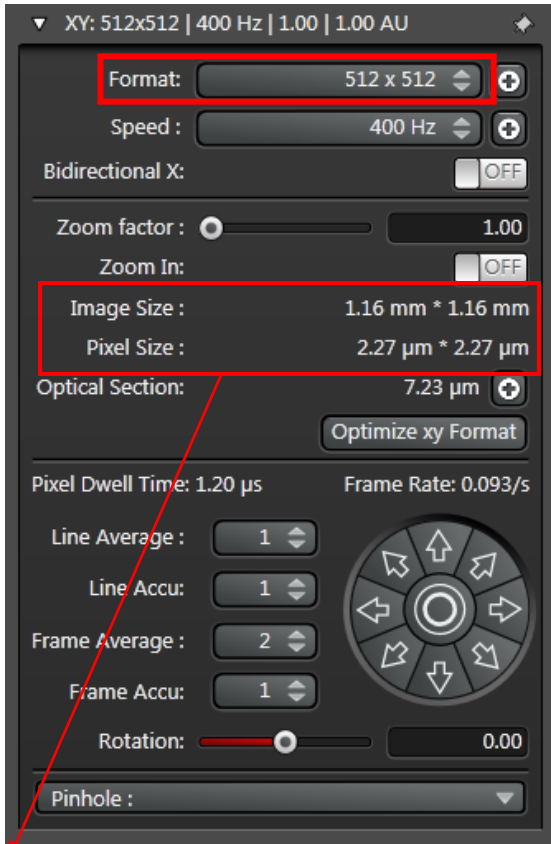 XY: 512x512 | 400 Hz | 1.00 | 1.00 AU
Format: 512 x 512
Speed : 400 Hz
Bidirectional X: OFF
Zoom factor : 1.00
Zoom In: OFF
Image Size : 1.16 mm * 1.16 mm
Pixel Size : 2.27 µm * 2.27 µm
Optical Section: 7.23 µm
Optimize xy Format
Pixel Dwell Time: 1.20 µs Frame Rate: 0.093/s
Line Average : 1
Line Accu: 1
Frame Average : 2
Frame Accu: 1
Rotation: 0.00
Pinhole :